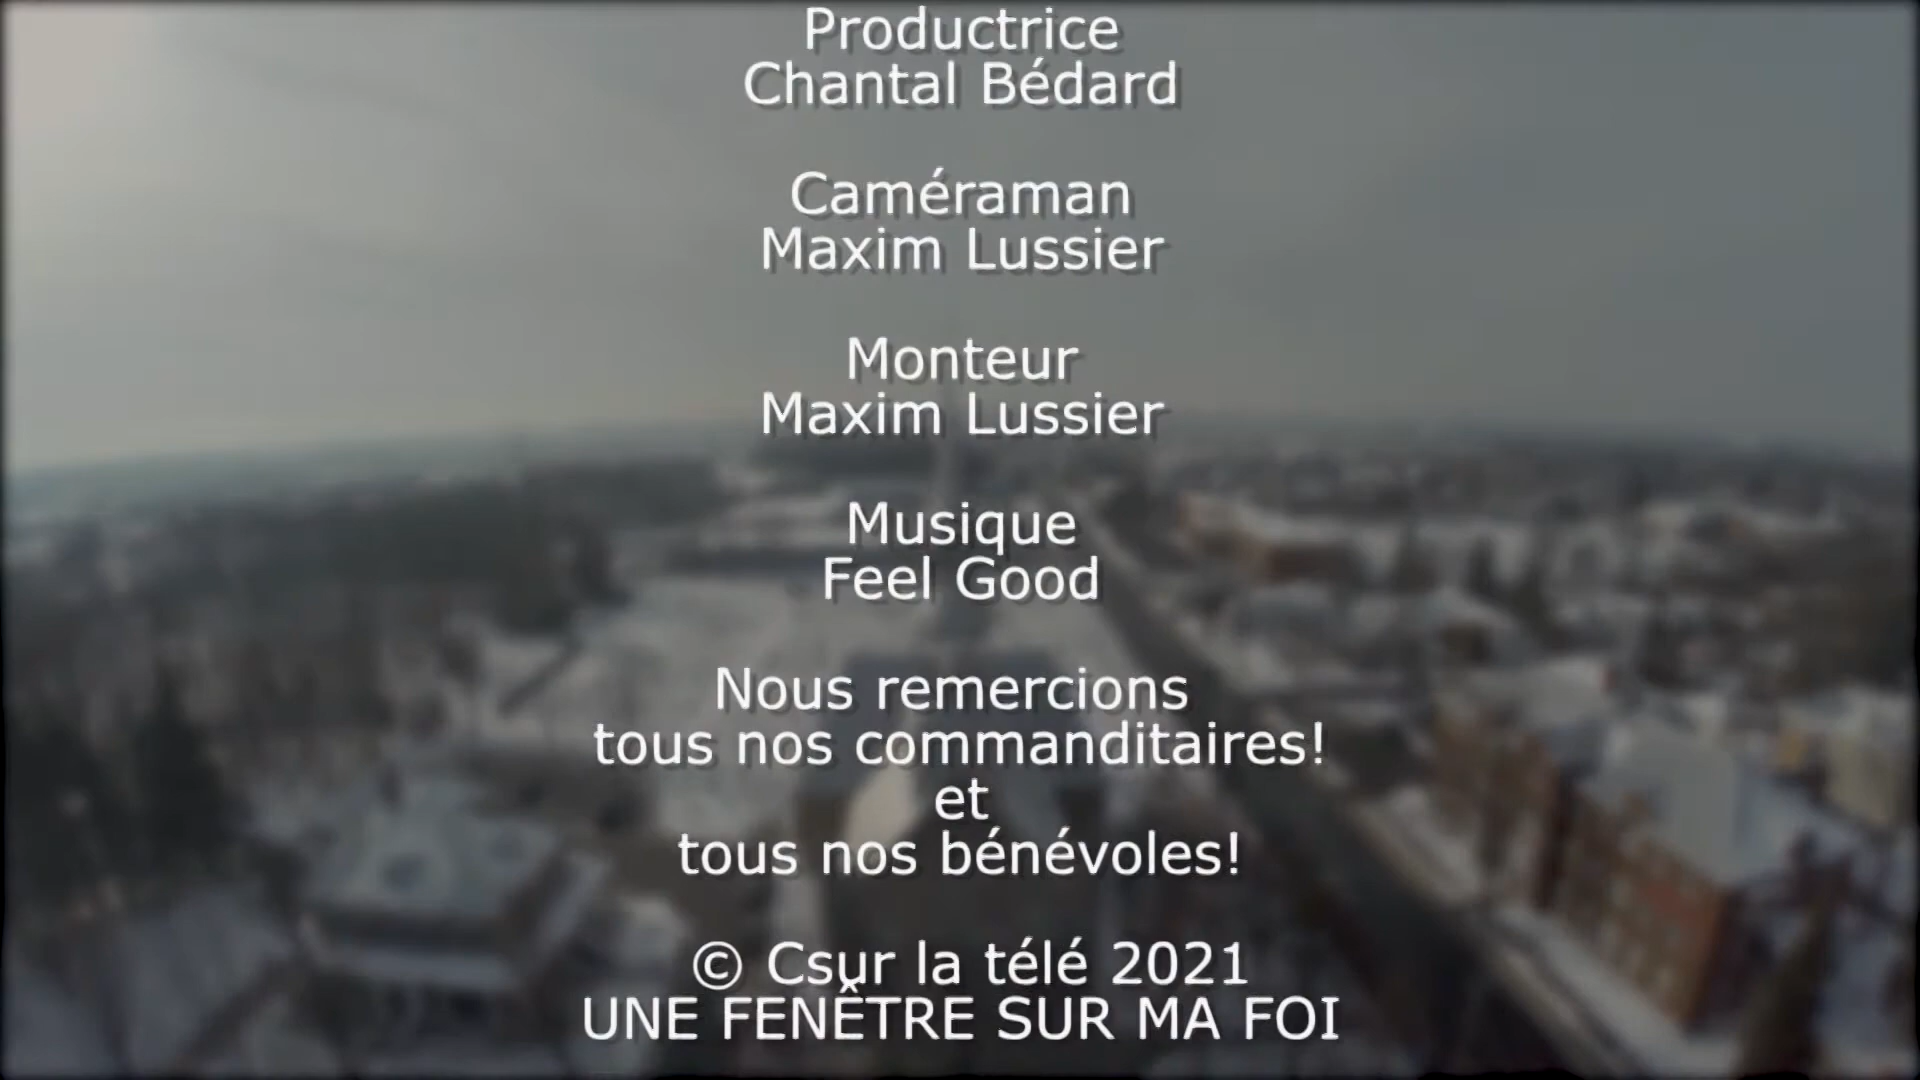 Productrice
Chantal Bédard
Caméraman
Maxim Lussier
Monteur
Maxim Lussier
Musique
Feel Good
Nous remercions
tous nos commanditaires!
et
tous nos bénévoles!
© Csur la télé 2021
UNE FENÊTRE SUR MA FOI